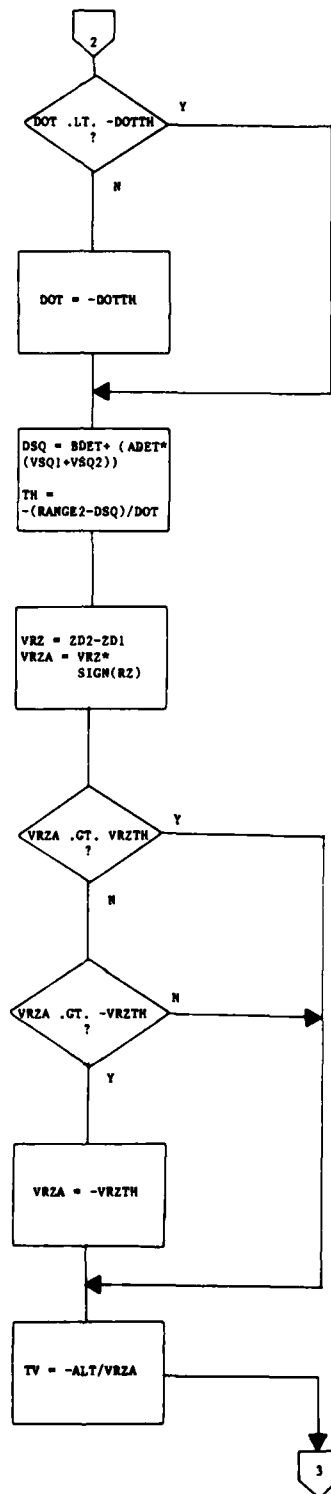 2
DOT .LT. -DOTTH
?
Y
N
DOT = -DOTTH
DSQ = BDET+ (ADET*
(VSQ1+VSQ2))
TH =
-(RANGE2-DSQ)/DOT
VRZ = ZD2-ZD1
VRZA = VRZ*
SIGN(RZ)
VRZA .GT. VRZTH
?
Y
N
VRZA .GT. -VRZTH
?
N
Y
VRZA = -VRZTH
TV = -ALT/VRZA
3